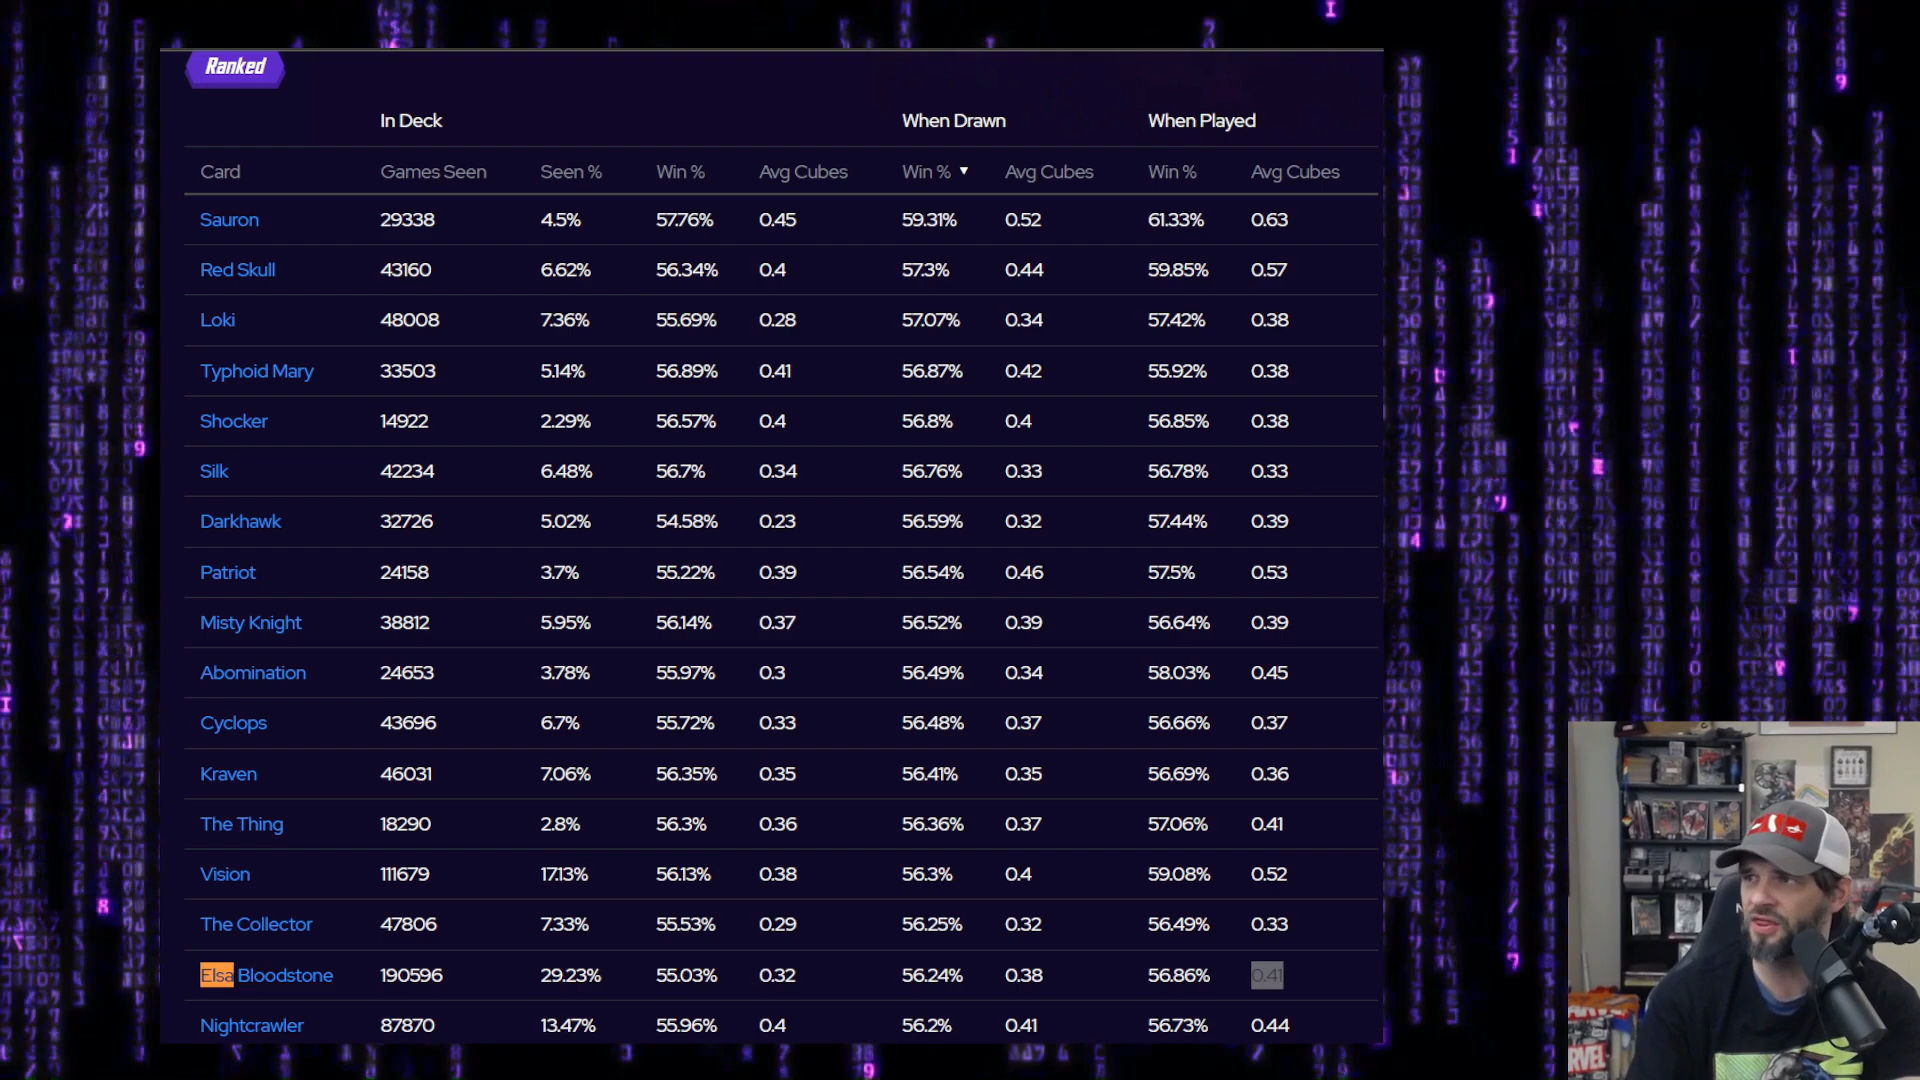 Ranked
In Deck When Drawn When Played
Card Games Seen Seen % Win % Avg Cubes Win % ▼ Avg Cubes Win % Avg Cubes
Sauron 29338 4.5% 57.76% 0.45 59.31% 0.52 61.33% 0.63
Red Skull 43160 6.62% 56.34% 0.4 57.3% 0.44 59.85% 0.57
Loki 48008 7.36% 55.69% 0.28 57.07% 0.34 57.42% 0.38
Typhoid Mary 33503 5.14% 56.89% 0.41 56.87% 0.42 55.92% 0.38
Shocker 14922 2.29% 56.57% 0.4 56.8% 0.4 56.85% 0.38
Silk 42234 6.48% 56.7% 0.34 56.76% 0.33 56.78% 0.33
Darkhawk 32726 5.02% 54.58% 0.23 56.59% 0.32 57.44% 0.39
Patriot 24158 3.7% 55.22% 0.39 56.54% 0.46 57.5% 0.53
Misty Knight 38812 5.95% 56.14% 0.37 56.52% 0.39 56.64% 0.39
Abomination 24653 3.78% 55.97% 0.3 56.49% 0.34 58.03% 0.45
Cyclops 43696 6.7% 55.72% 0.33 56.48% 0.37 56.66% 0.37
Kraven 46031 7.06% 56.35% 0.35 56.41% 0.35 56.69% 0.36
The Thing 18290 2.8% 56.3% 0.36 56.36% 0.37 57.06% 0.41
Vision 111679 17.13% 56.13% 0.38 56.3% 0.4 59.08% 0.52
The Collector 47806 7.33% 55.53% 0.29 56.25% 0.32 56.49% 0.33
Elsa Bloodstone 190596 29.23% 55.03% 0.32 56.24% 0.38 56.86% 0.41
Nightcrawler 87870 13.47% 55.96% 0.4 56.2% 0.41 56.73% 0.44